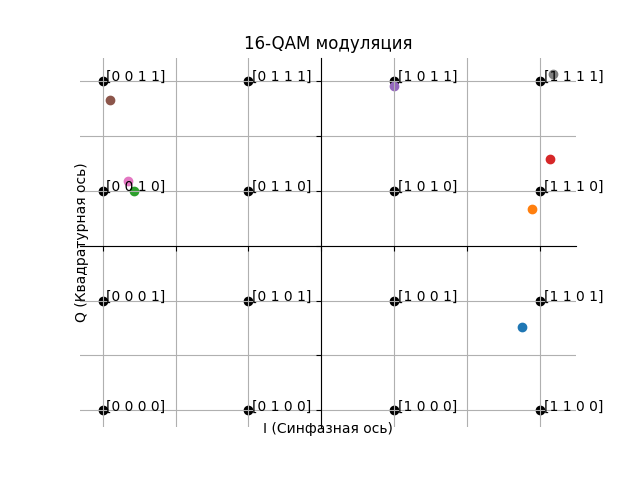 16-QAM модуляция
[0 0 1 1] [0 1 1 1] [1 0 1 1] [1 1 1 1]
[0 0 1 0] [0 1 1 0] [1 0 1 0] [1 1 1 0]
Q (Квадратурная ось)
[0 0 0 1] [0 1 0 1] [1 0 0 1] [1 1 0 1]
[0 0 0 0] [0 1 0 0] [1 0 0 0] [1 1 0 0]
I (Синфазная ось)